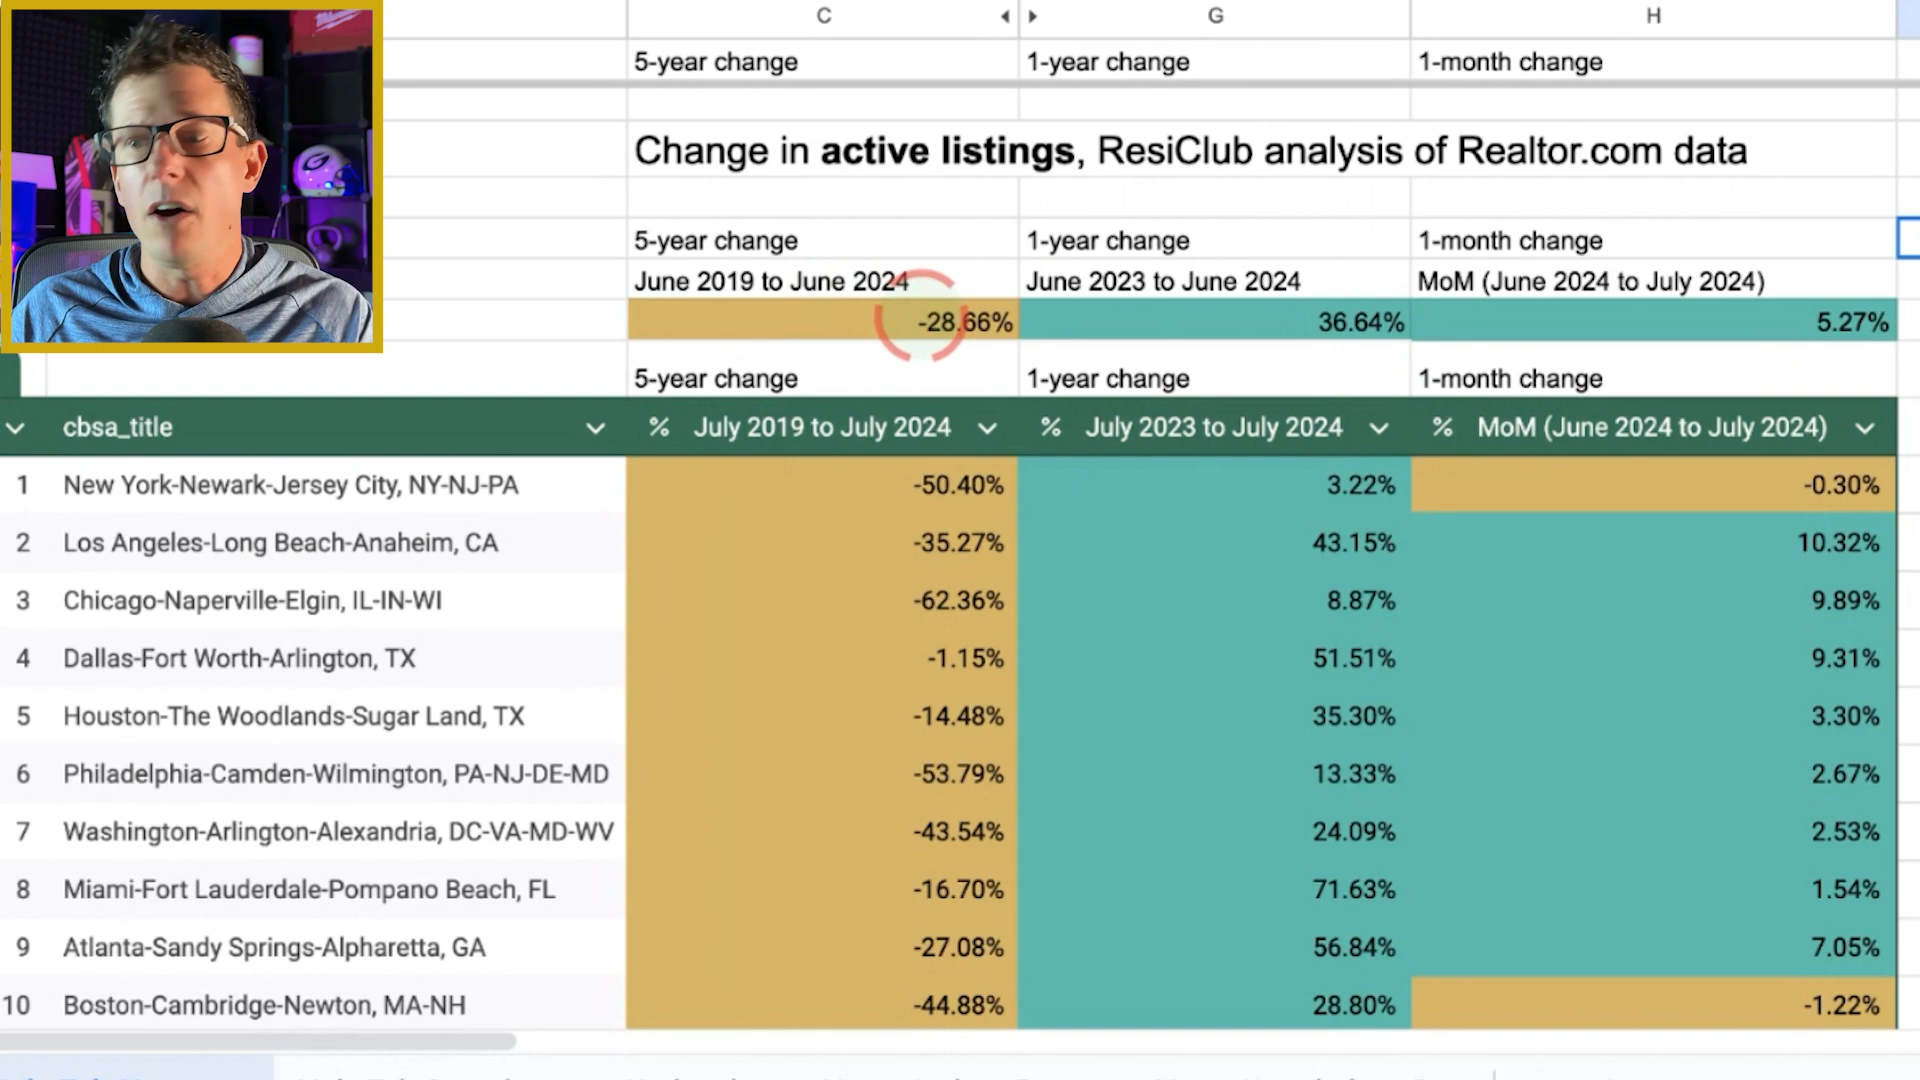 C G H
5-year change 1-year change 1-month change
Change in active listings, ResiClub analysis of Realtor.com data
5-year change 1-year change 1-month change
June 2019 to June 2024 June 2023 to June 2024 MoM (June 2024 to July 2024)
-28.66% 36.64% 5.27%
5-year change 1-year change 1-month change
cbsa_title % July 2019 to July 2024 % July 2023 to July 2024 % MoM (June 2024 to July 2024)
1 New York-Newark-Jersey City, NY-NJ-PA -50.40% 3.22% -0.30%
2 Los Angeles-Long Beach-Anaheim, CA -35.27% 43.15% 10.32%
3 Chicago-Naperville-Elgin, IL-IN-WI -62.36% 8.87% 9.89%
4 Dallas-Fort Worth-Arlington, TX -1.15% 51.51% 9.31%
5 Houston-The Woodlands-Sugar Land, TX -14.48% 35.30% 3.30%
6 Philadelphia-Camden-Wilmington, PA-NJ-DE-MD -53.79% 13.33% 2.67%
7 Washington-Arlington-Alexandria, DC-VA-MD-WV -43.54% 24.09% 2.53%
8 Miami-Fort Lauderdale-Pompano Beach, FL -16.70% 71.63% 1.54%
9 Atlanta-Sandy Springs-Alpharetta, GA -27.08% 56.84% 7.05%
10 Boston-Cambridge-Newton, MA-NH -44.88% 28.80% -1.22%